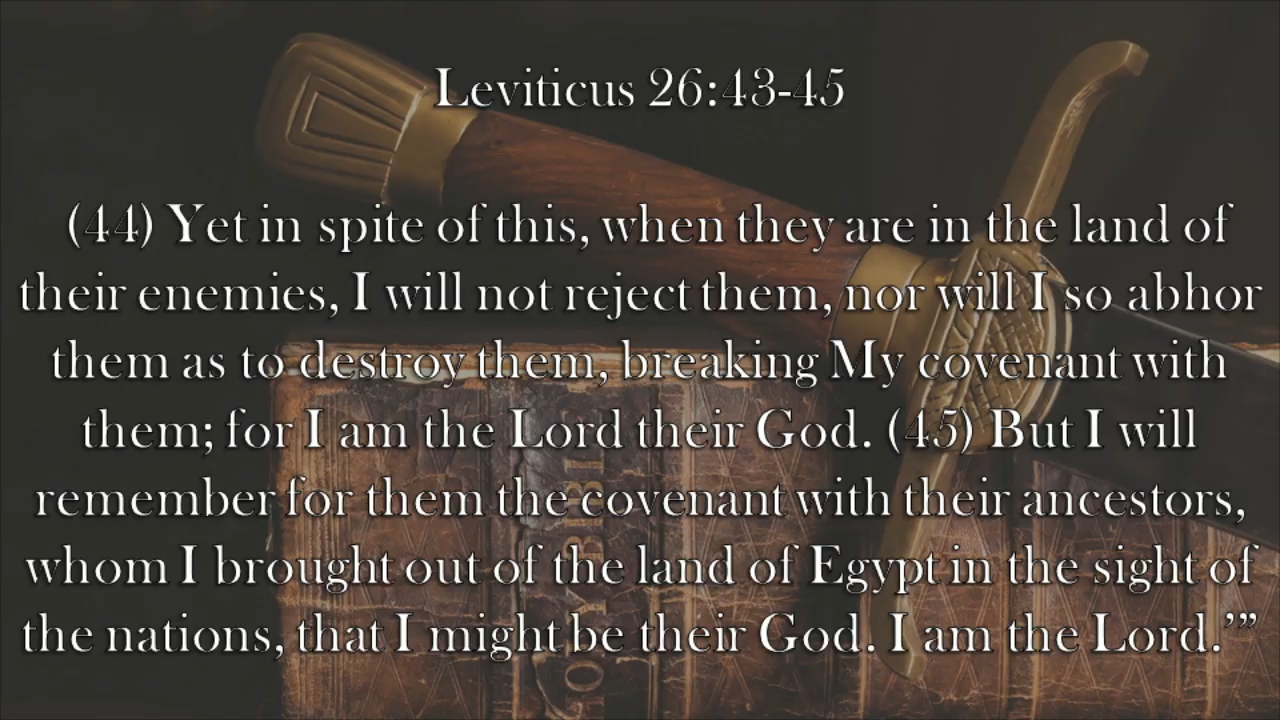 Leviticus 26:43-45
(44) Yet in spite of this, when they are in the land of
their enemies, I will not reject them, nor will I so abhor
them as to destroy them, breaking My covenant with
them; for I am the Lord their God. (45) But I will
remember for them the covenant with their ancestors,
whom I brought out of the land of Egypt in the sight of
the nations, that I might be their God. I am the Lord.’”
HOLY BIBLE